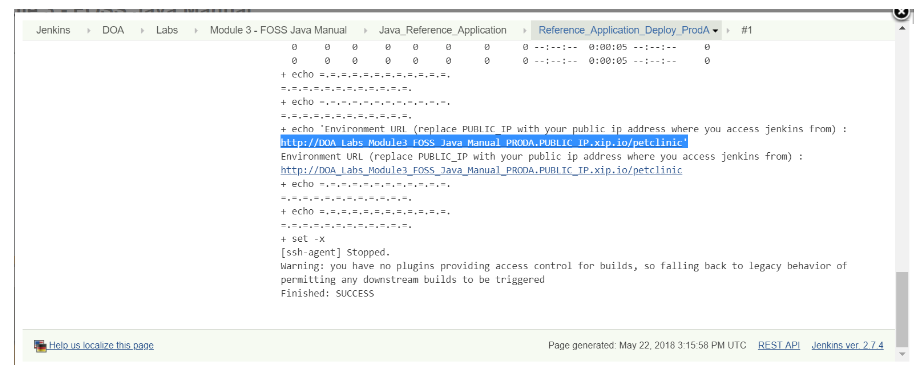 Jenkins DOA Labs Module 3 - FOSS Java Manual Java_Reference_Application Reference_Application_Deploy_ProdA #1
0 0 0 0 0 0 0 0 --:--:-- 0:00:05 --:--:-- 0
0 0 0 0 0 0 0 0 --:--:-- 0:00:05 --:--:-- 0
+ echo =.=.=.=.=.=.=.=.=.=.=.=.
=.=.=.=.=.=.=.=.=.=.=.=.
+ echo =.=.=.=.=.=.=.=.=.=.=.=.
=.=.=.=.=.=.=.=.=.=.=.=.
+ echo 'Environment URL (replace PUBLIC_IP with your public ip address where you access jenkins from) :
http://DOA_Labs_Module3_FOSS_Java_Manual_PRODA.PUBLIC_IP.xip.io/petclinic'
Environment URL (replace PUBLIC_IP with your public ip address where you access jenkins from) :
http://DOA_Labs_Module3_FOSS_Java_Manual_PRODA.PUBLIC_IP.xip.io/petclinic
+ echo =.=.=.=.=.=.=.=.=.=.=.=.
=.=.=.=.=.=.=.=.=.=.=.=.
+ echo =.=.=.=.=.=.=.=.=.=.=.=.
=.=.=.=.=.=.=.=.=.=.=.=.
+ set -x
[ssh-agent] Stopped.
Warning: you have no plugins providing access control for builds, so falling back to legacy behavior of
permitting any downstream builds to be triggered
Finished: SUCCESS
Help us localize this page Page generated: May 22, 2018 3:15:58 PM UTC REST API Jenkins ver. 2.7.4